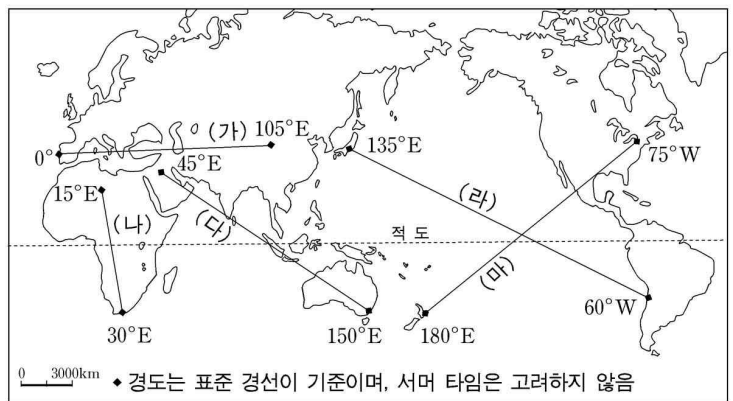 (가) 105°E
0°
45°E
135°E
75°W
15°E
(나)
(다)
(라)
적 도
(마)
60°W
30°E
150°E
180°E
0 3000km
◆ 경도는 표준 경선이 기준이며, 서머 타임은 고려하지 않음